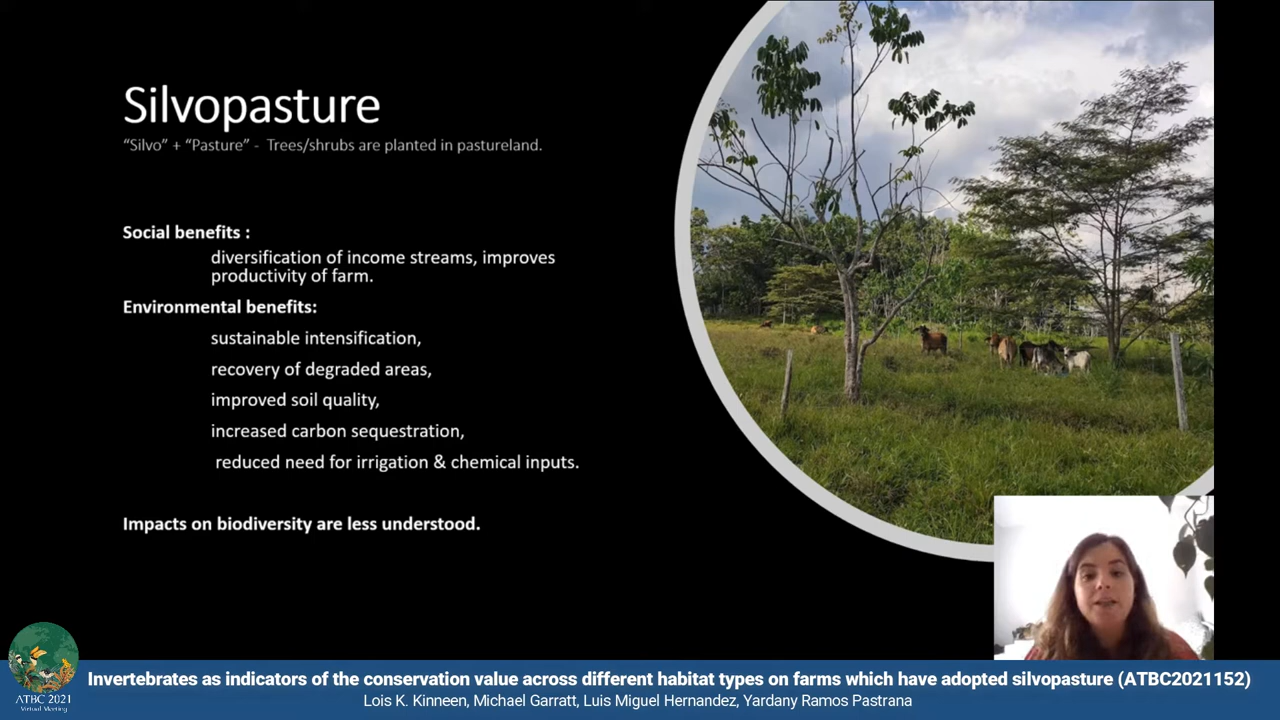 Silvopasture
“Silvo” + “Pasture” - Trees/shrubs are planted in pastureland.
Social benefits :
diversification of income streams, improves
productivity of farm.
Environmental benefits:
sustainable intensification,
recovery of degraded areas,
improved soil quality,
increased carbon sequestration,
reduced need for irrigation & chemical inputs.
Impacts on biodiversity are less understood.
ATBC 2021
Virtual Meeting
Invertebrates as indicators of the conservation value across different habitat types on farms which have adopted silvopasture (ATBC2021152)
Lois K. Kinneen, Michael Garratt, Luis Miguel Hernandez, Yardany Ramos Pastrana